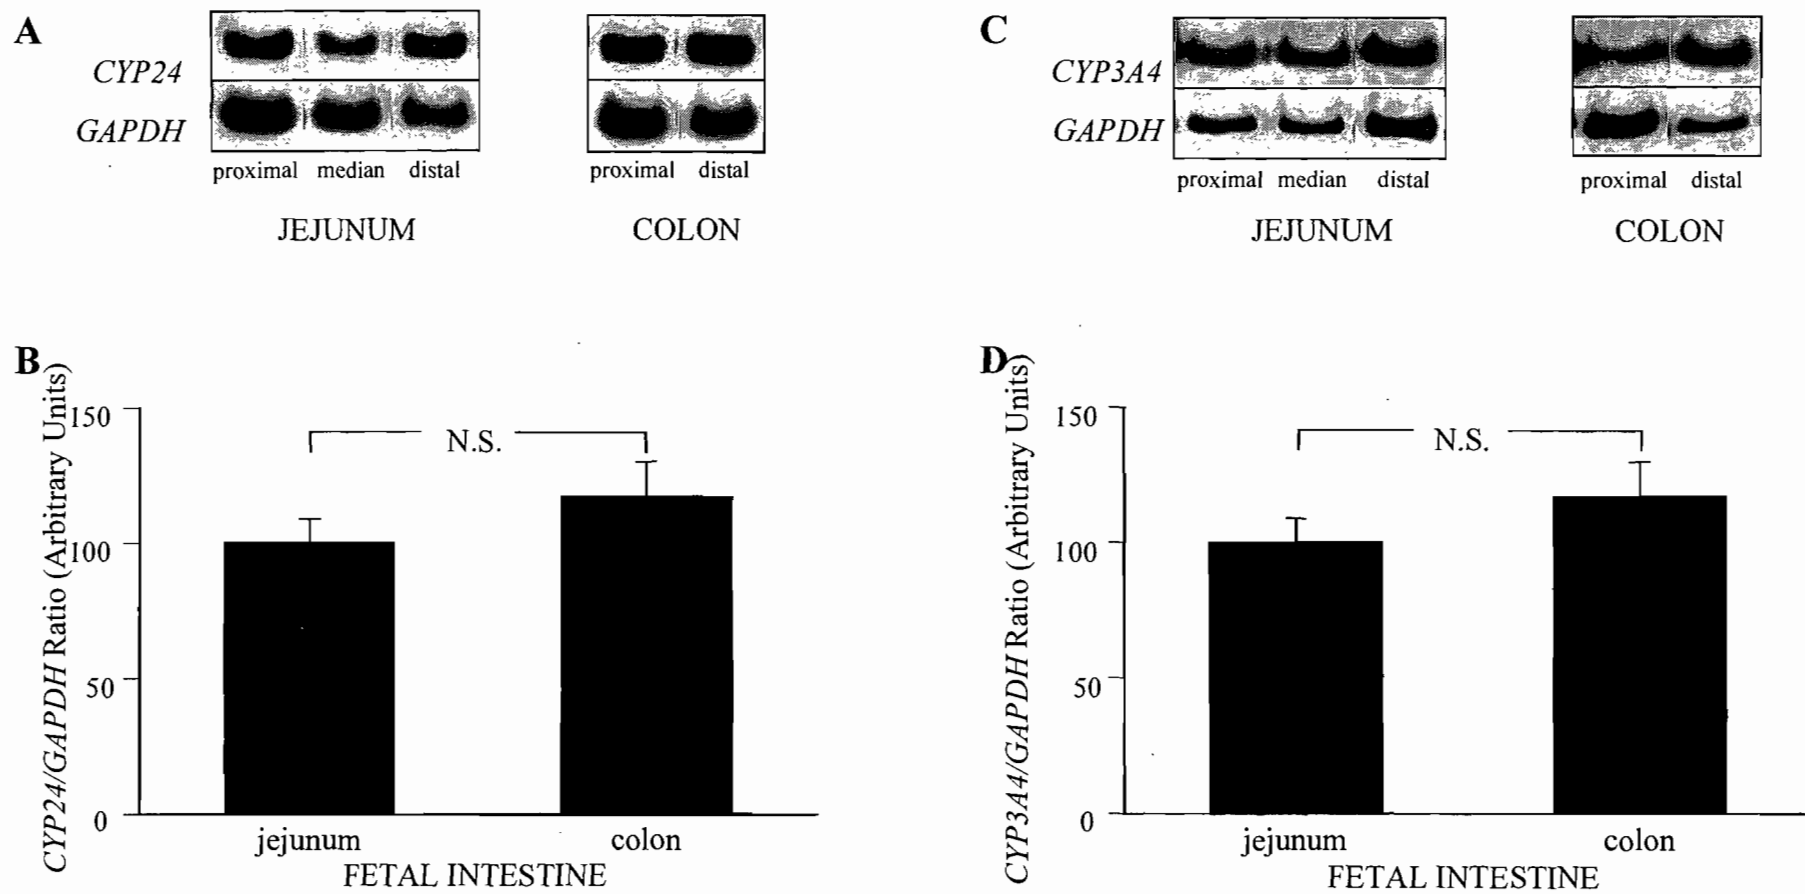 A
CYP24
GAPDH
proximal median distal
proximal distal
JEJUNUM
COLON
C
CYP3A4
GAPDH
proximal median distal
proximal distal
JEJUNUM
COLON
B
CYP24/GAPDH Ratio (Arbitrary Units)
150
100
50
0
N.S.
jejunum
colon
FETAL INTESTINE
D
CYP3A4/GAPDH Ratio (Arbitrary Units)
150
100
50
0
N.S.
jejunum
colon
FETAL INTESTINE